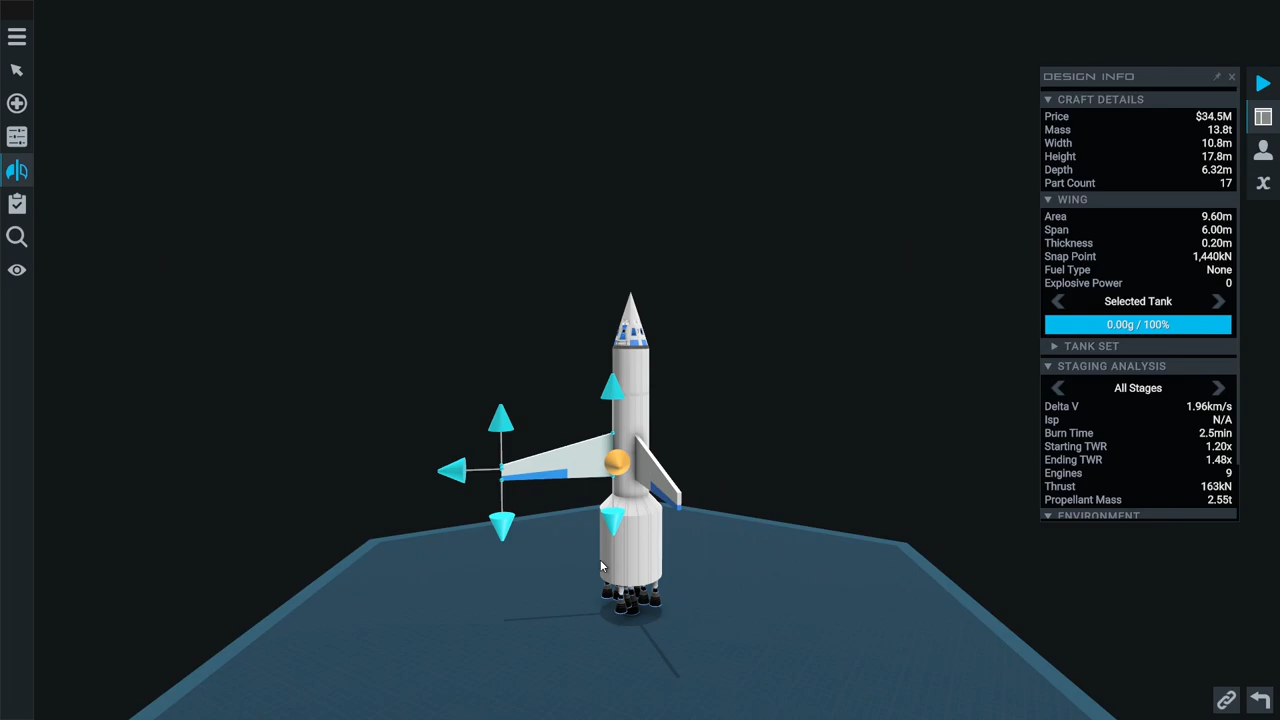 DESIGN INFO
CRAFT DETAILS
Price $34.5M
Mass 13.8t
Width 10.8m
Height 17.8m
Depth 6.32m
Part Count 17
WING
Area 9.60m
Span 6.00m
Thickness 0.20m
Snap Point 1,440kN
Fuel Type None
Explosive Power 0
Selected Tank
0.00g / 100%
TANK SET
STAGING ANALYSIS
All Stages
Delta V 1.96km/s
Isp N/A
Burn Time 2.5min
Starting TWR 1.20x
Ending TWR 1.48x
Engines 9
Thrust 163kN
Propellant Mass 2.55t
ENVIRONMENT